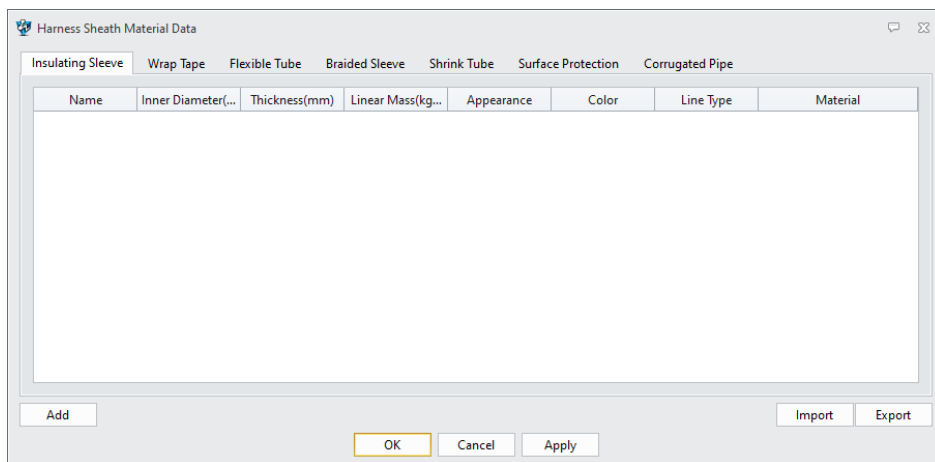 Harness Sheath Material Data
Insulating Sleeve Wrap Tape Flexible Tube Braided Sleeve Shrink Tube Surface Protection Corrugated Pipe
Name Inner Diameter(... Thickness(mm) Linear Mass(kg... Appearance Color Line Type Material
Add Import Export
OK Cancel Apply